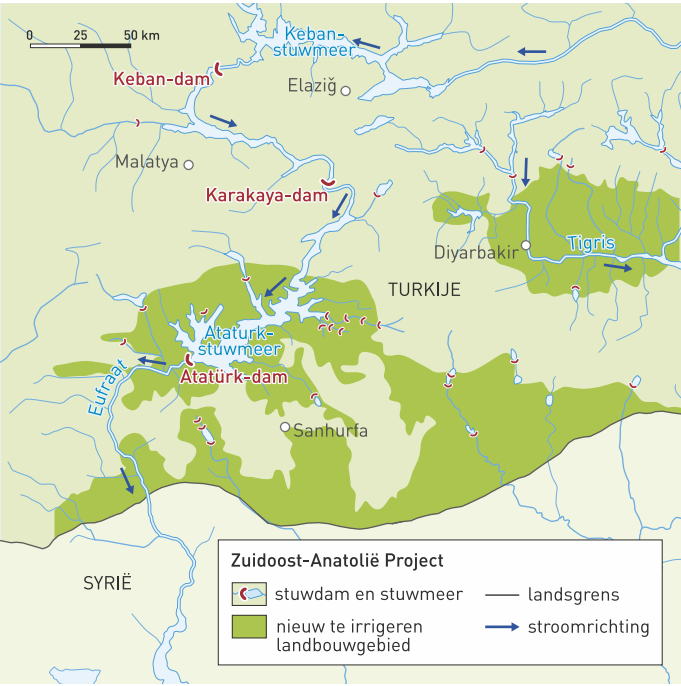 0 25 50 km
Keban-
stuwmeer
Keban-dam
Elaziğ
Malatya
Karakaya-dam
Diyarbakir
Tigris
TURKIJE
Ataturk-
stuwmeer
Atatürk-dam
Eufraat
Sanhurfa
SYRIË
Zuidoost-Anatolië Project
stuwdam en stuwmeer
landsgrens
nieuw te irrigeren
landbouwgebied
stroomrichting